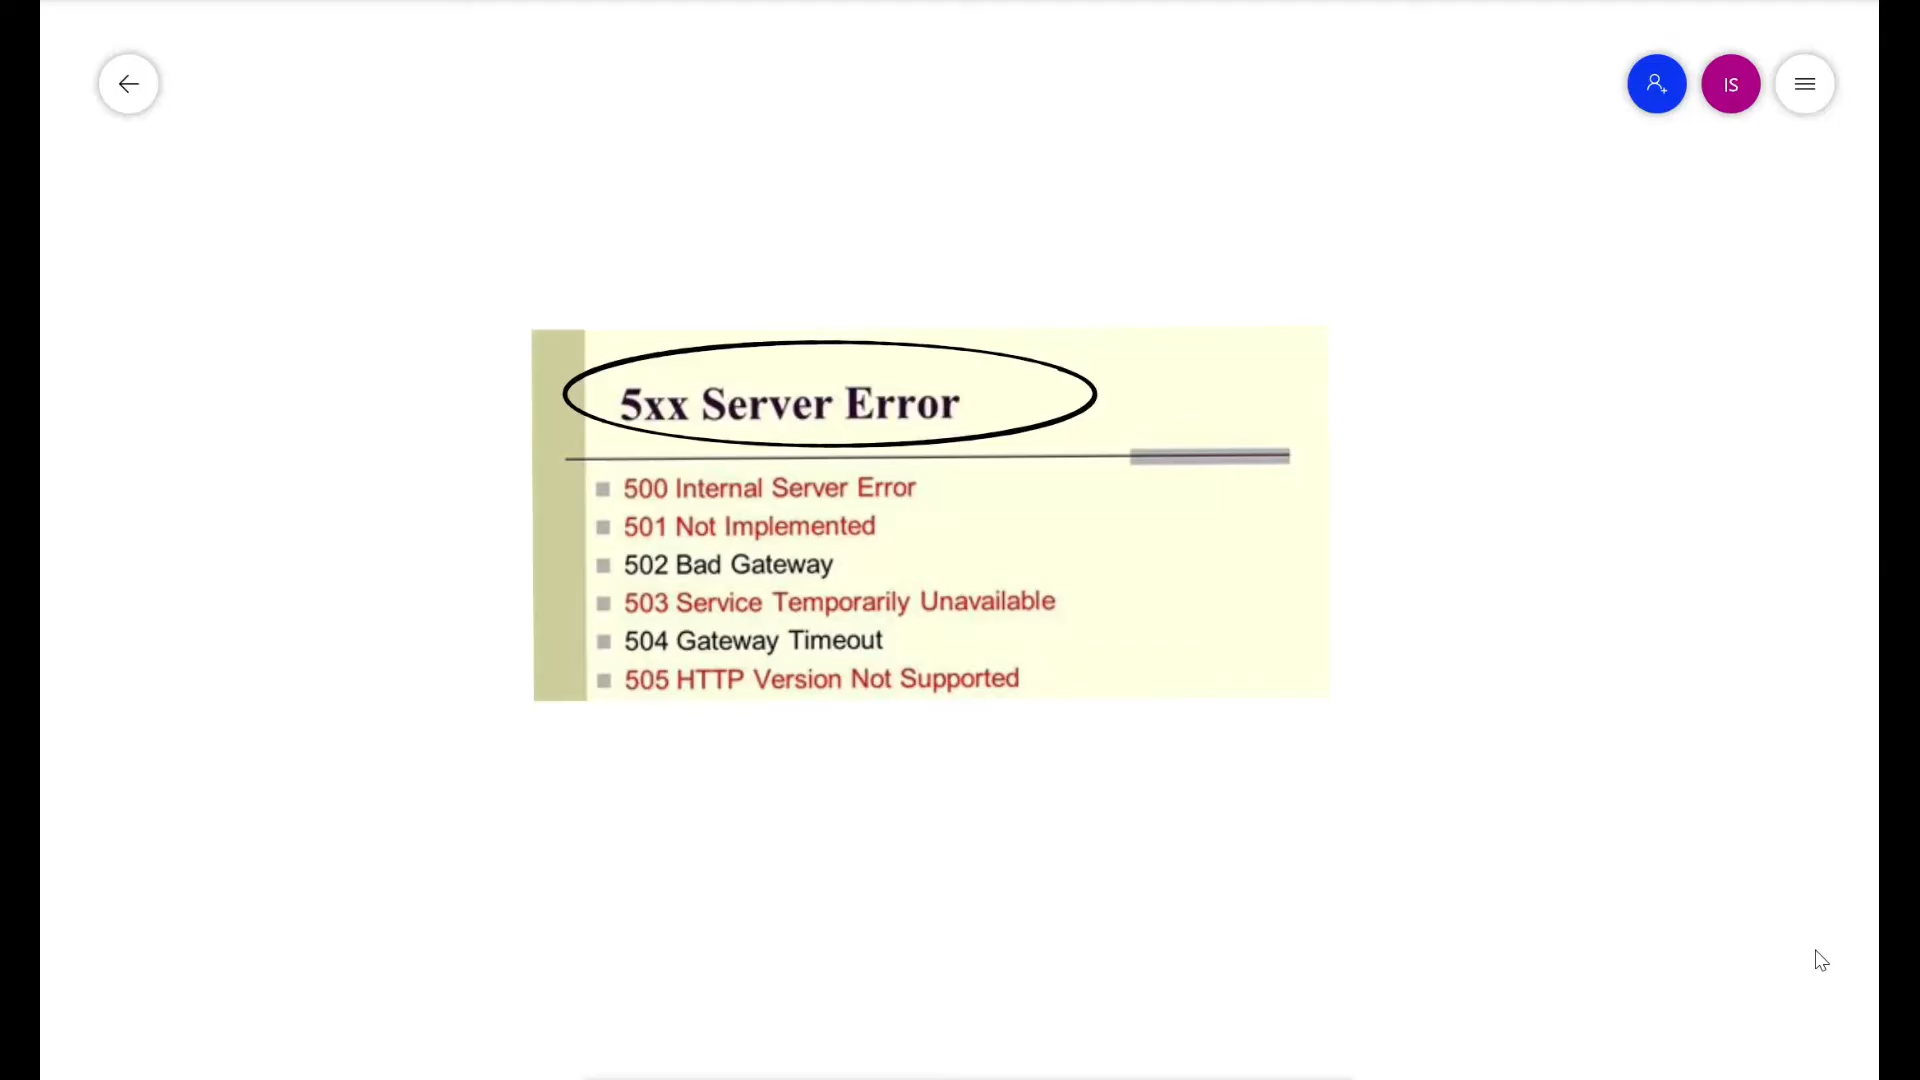 IS
5xx Server Error
500 Internal Server Error
501 Not Implemented
502 Bad Gateway
503 Service Temporarily Unavailable
504 Gateway Timeout
505 HTTP Version Not Supported